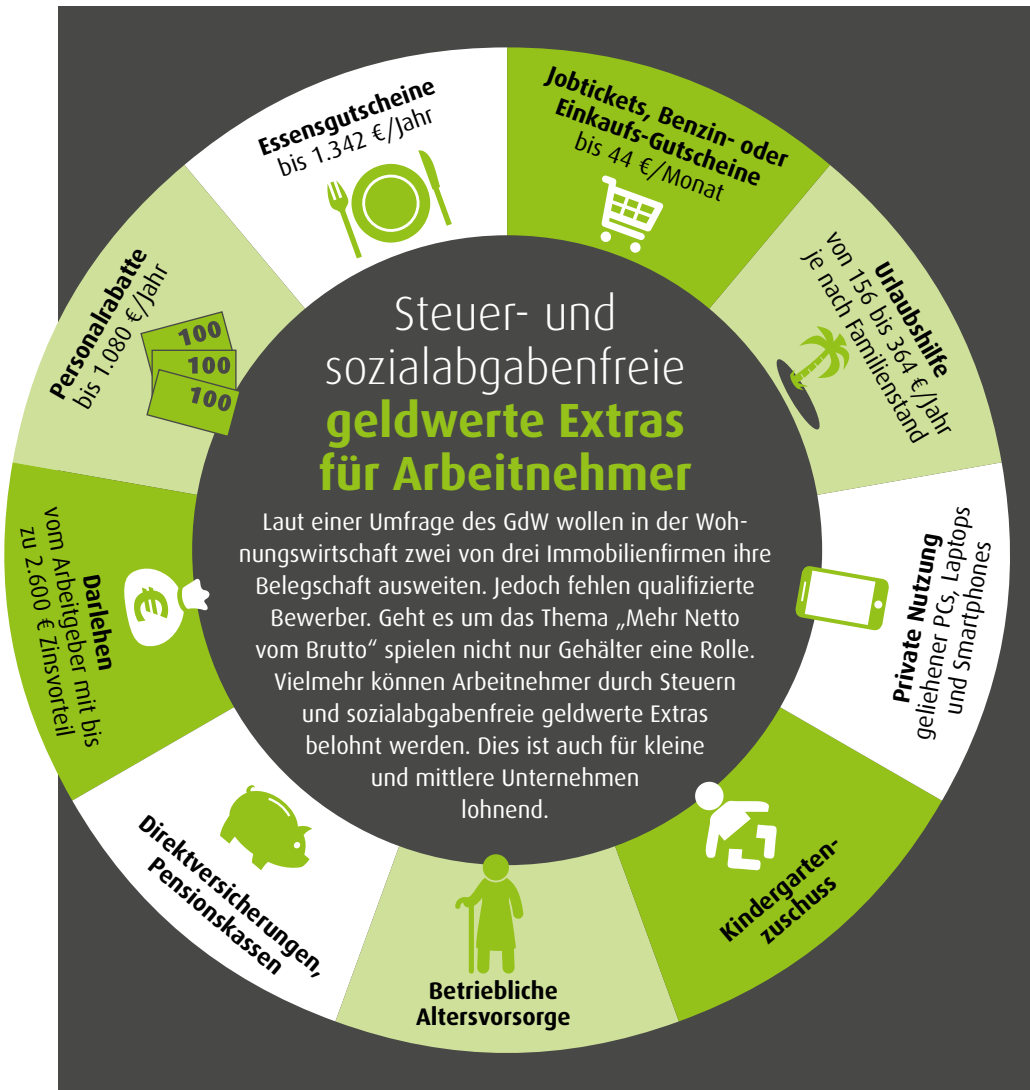 Steuer- und
sozialabgabenfreie
geldwerte Extras
für Arbeitnehmer
Laut einer Umfrage des GdW wollen in der Woh-
nungswirtschaft zwei von drei Immobilienfirmen ihre
Belegschaft ausweiten. Jedoch fehlen qualifizierte
Bewerber. Geht es um das Thema „Mehr Netto
vom Brutto“ spielen nicht nur Gehälter eine Rolle.
Vielmehr können Arbeitnehmer durch Steuern
und sozialabgabenfreie geldwerte Extras
belohnt werden. Dies ist auch für kleine
und mittlere Unternehmen
lohnend.
Jobtickets, Benzin- oder
Einkaufs-Gutscheine
bis 44 €/Monat
Urlaubshilfe
von 156 bis 364 €/Jahr
je nach Familienstand
Private Nutzung
geliehener PCs, Laptops
und Smartphones
Kindergarten-
zuschuss
Betriebliche
Altersvorsorge
Direktversicherungen,
Pensionskassen
Darlehen
vom Arbeitgeber mit bis
zu 2.600 € Zinsvorteil
€
Personalrabatte
bis 1.080 €/Jahr
100
100
100
Essensgutscheine
bis 1.342 €/Jahr